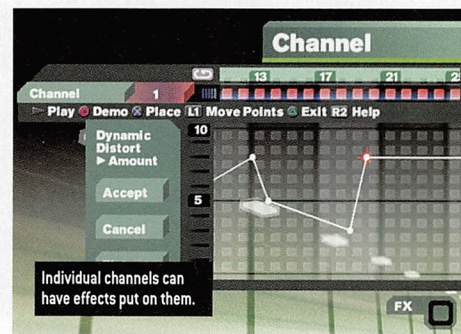 Channel
13 17 21
Channel 1
Play Demo Place L1 Move Points Exit R2 Help
Dynamic
Distort
Amount
10
Accept
5
Cancel
Individual channels can
have effects put on them.
FX